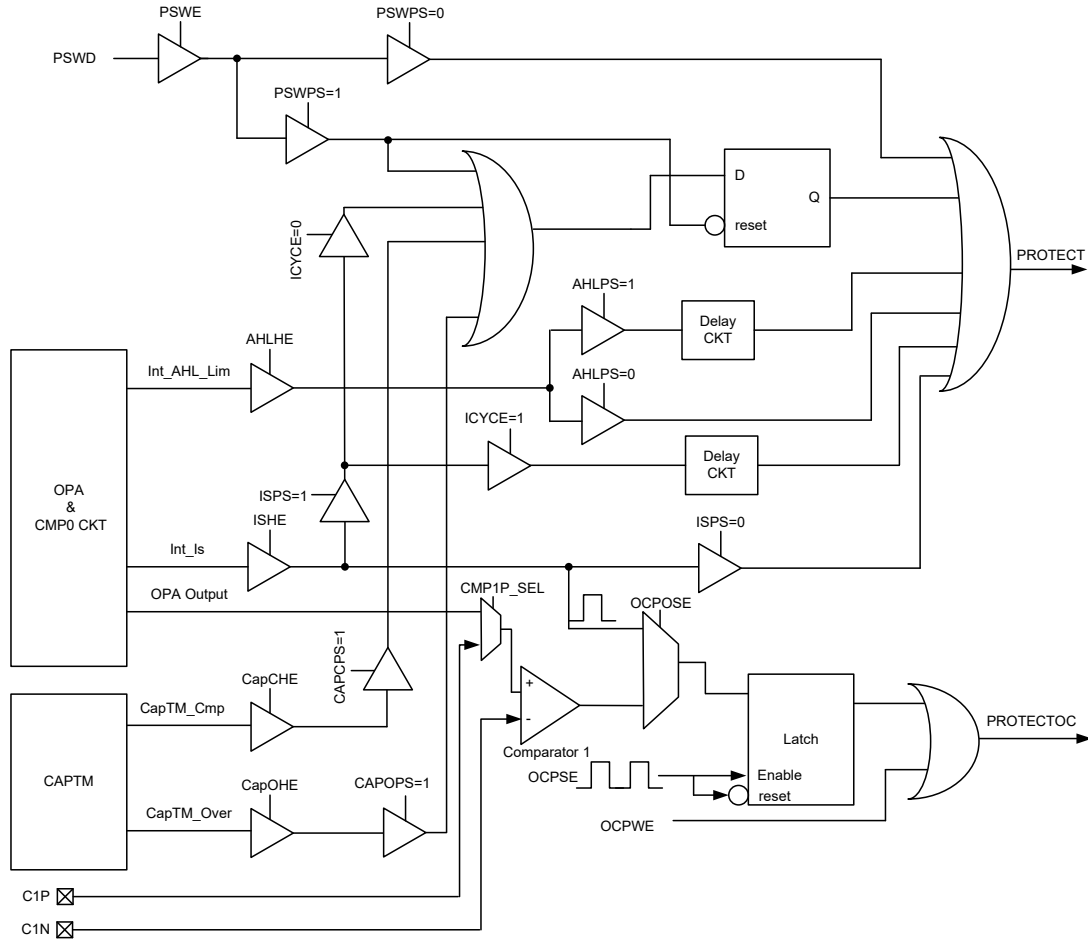 PSWE
PSWPS=0
PSWD
PSWPS=1
D
Q
reset
ICYCE=0
PROTECT
AHLPS=1
Delay
CKT
AHLHE
Int_AHL_Lim
AHLPS=0
ICYCE=1
Delay
CKT
OPA
&
CMP0 CKT
ISPS=1
ISHE
Int_Is
ISPS=0
OPA Output
CMP1P_SEL
OCPOSE
CAPCPS=1
+
-
Comparator 1
CapCHE
CapTM_Cmp
CAPTM
CapOHE
CAPOPS=1
CapTM_Over
Latch
Enable
reset
OCPSE
OCPWE
PROTECTOC
C1P
C1N